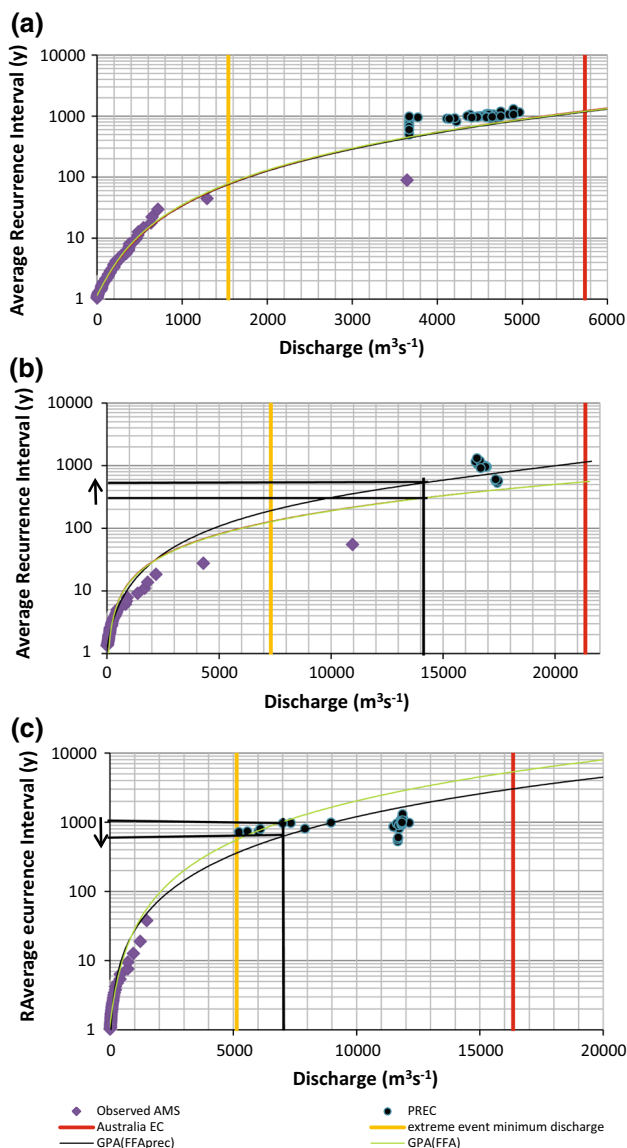 (a)
Average Recurrence Interval (y)
10000
1000
100
10
1
0 1000 2000 3000 4000 5000 6000
Discharge (m³s⁻¹)
(b)
Average Recurrence Interval (y)
10000
1000
100
10
1
0 5000 10000 15000 20000
Discharge (m³s⁻¹)
(c)
RAverage ecurrence Interval (y)
10000
1000
100
10
1
0 5000 10000 15000 20000
Discharge (m³s⁻¹)
Observed AMS PREC
Australia EC extreme event minimum discharge
GPA(FFAprec) GPA(FFA)